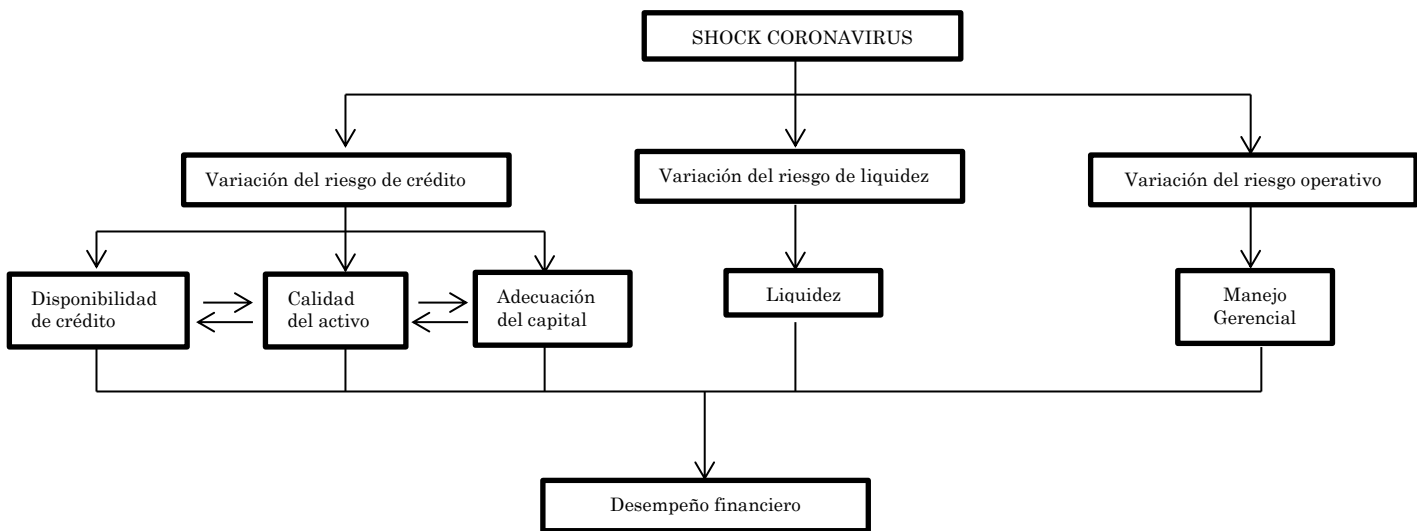 SHOCK CORONAVIRUS
Variación del riesgo de crédito
Variación del riesgo de liquidez
Variación del riesgo operativo
Disponibilidad
de crédito
Calidad
del activo
Adecuación
del capital
Liquidez
Manejo
Gerencial
Desempeño financiero